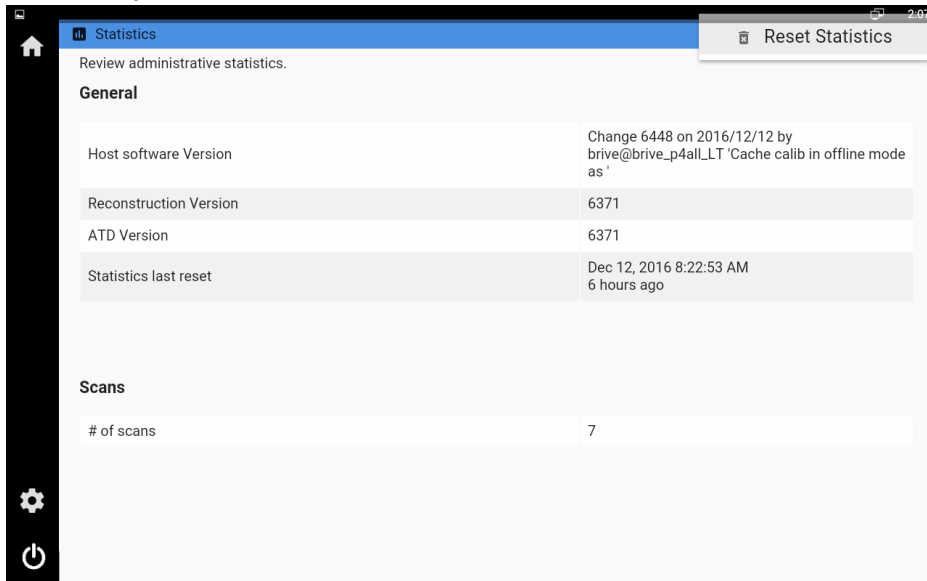 2:07
Statistics
Reset Statistics
Review administrative statistics.
General
Host software Version
Change 6448 on 2016/12/12 by
brive@brive_p4all_LT 'Cache calib in offline mode
as '
Reconstruction Version
6371
ATD Version
6371
Statistics last reset
Dec 12, 2016 8:22:53 AM
6 hours ago
Scans
# of scans
7